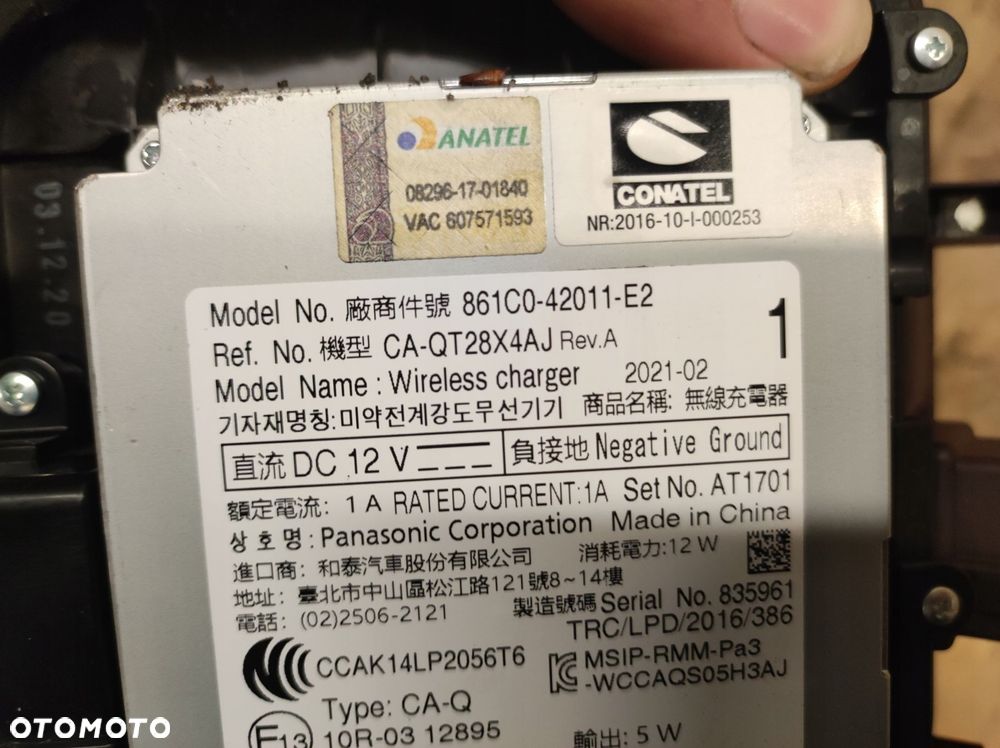 ANATEL
08296-17-01840
VAC 607571593
CONATEL
NR:2016-10-I-000253
03.12.20
Model No. 廠商件號 861C0-42011-E2
1
Ref. No. 機型 CA-QT28X4AJ Rev.A
Model Name : Wireless charger 2021-02
기자재명칭:미약전계강도무선기기 商品名稱: 無線充電器
直流 DC 12 V 負接地 Negative Ground
額定電流: 1 A RATED CURRENT:1A Set No. AT1701
상 호 명 : Panasonic Corporation Made in China
進口商: 和泰汽車股份有限公司 消耗電力:12 W
地址: 臺北市中山區松江路121號8~14樓
電話: (02)2506-2121 製造號碼 Serial No. 835961
TRC/LPD/2016/386
CCAK14LP2056T6
MSIP-RMM-Pa3
-WCCAQS05H3AJ
Type: CA-Q
E13 10R-03 12895
輸出: 5 W
OTOMOTO